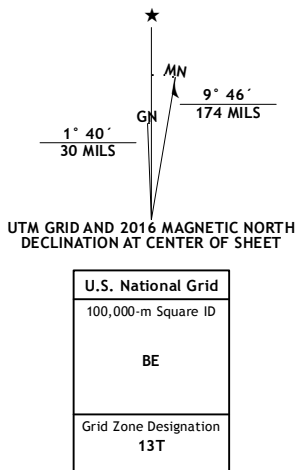 ★
MN
GN
9° 46´
174 MILS
1° 40´
30 MILS
UTM GRID AND 2016 MAGNETIC NORTH
DECLINATION AT CENTER OF SHEET
U.S. National Grid
100,000-m Square ID
BE
Grid Zone Designation
13T